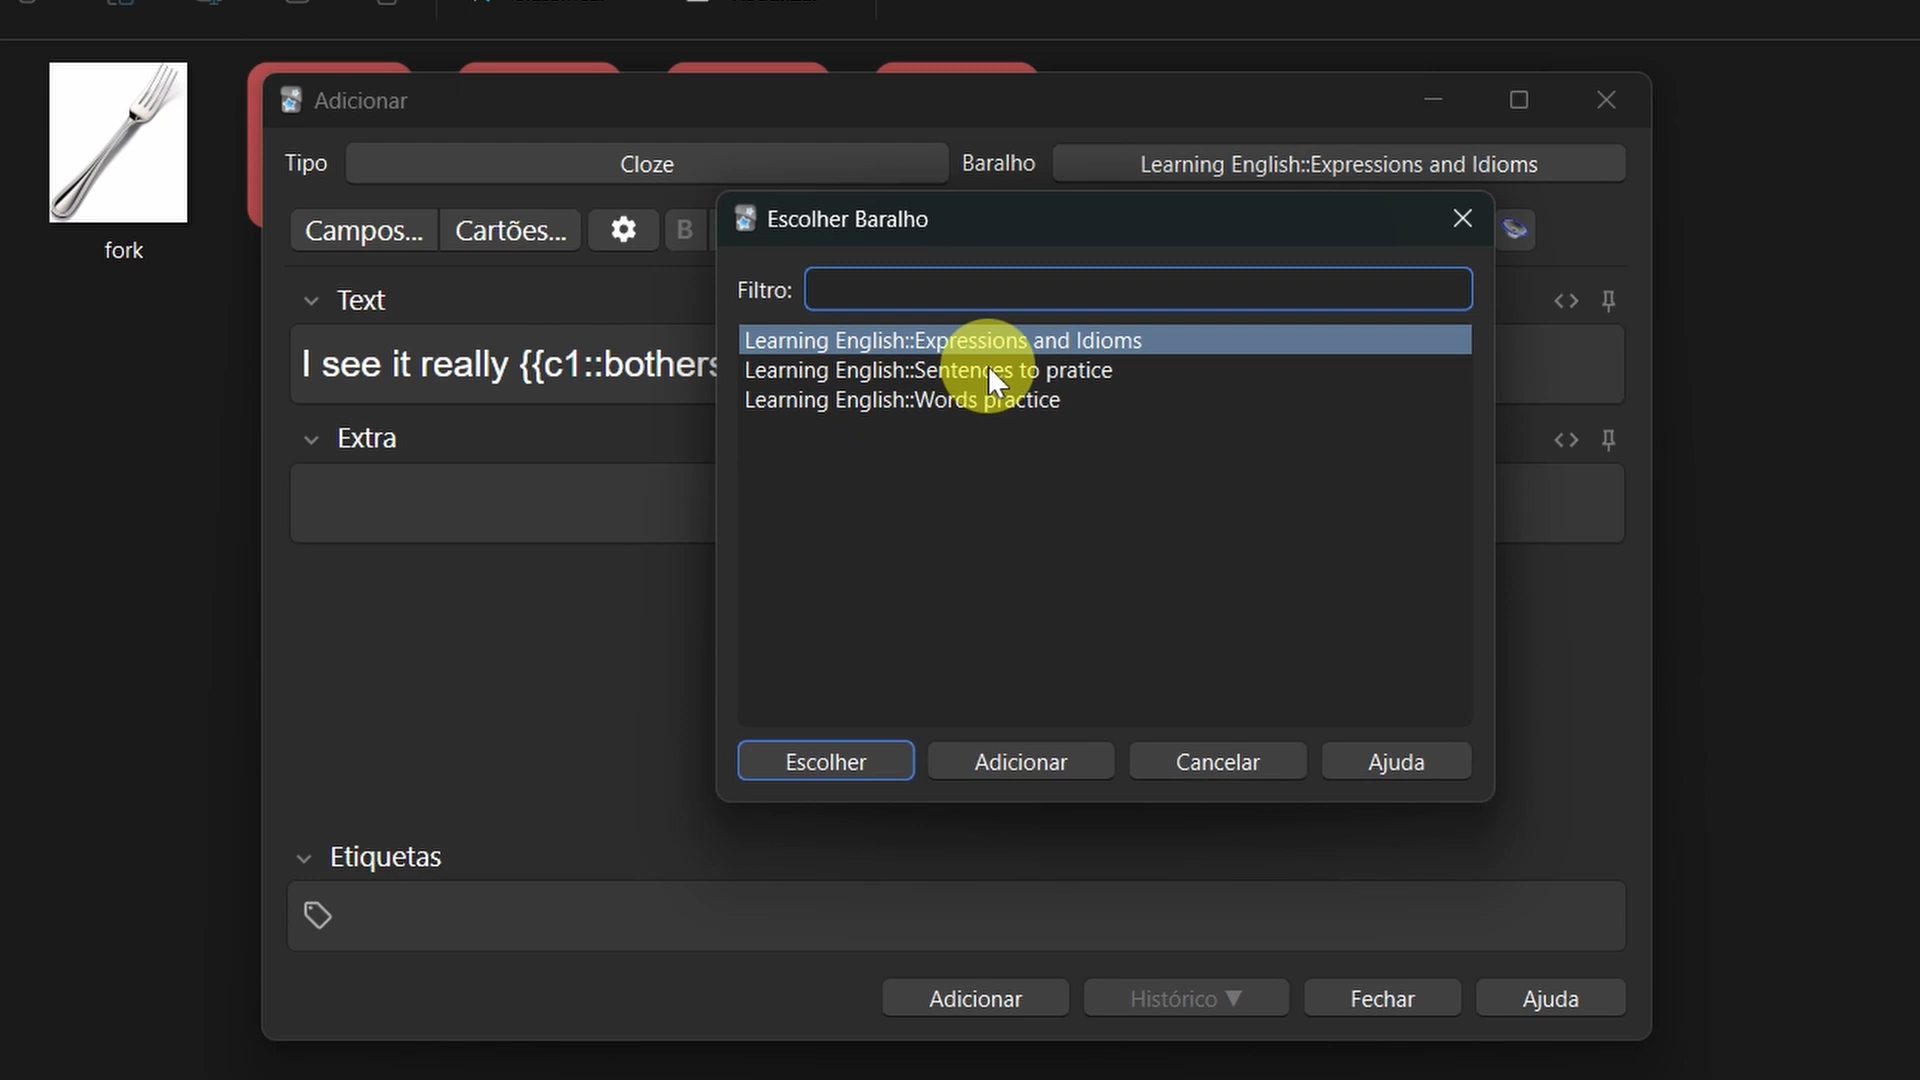 fork
Adicionar
Tipo
Cloze
Baralho
Learning English::Expressions and Idioms
Campos...
Cartões...
B
Escolher Baralho
Filtro:
Learning English::Expressions and Idioms
Learning English::Sentences to pratice
Learning English::Words practice
Text
I see it really {{c1::bothers
Extra
Escolher
Adicionar
Cancelar
Ajuda
Etiquetas
Adicionar
Histórico ▼
Fechar
Ajuda